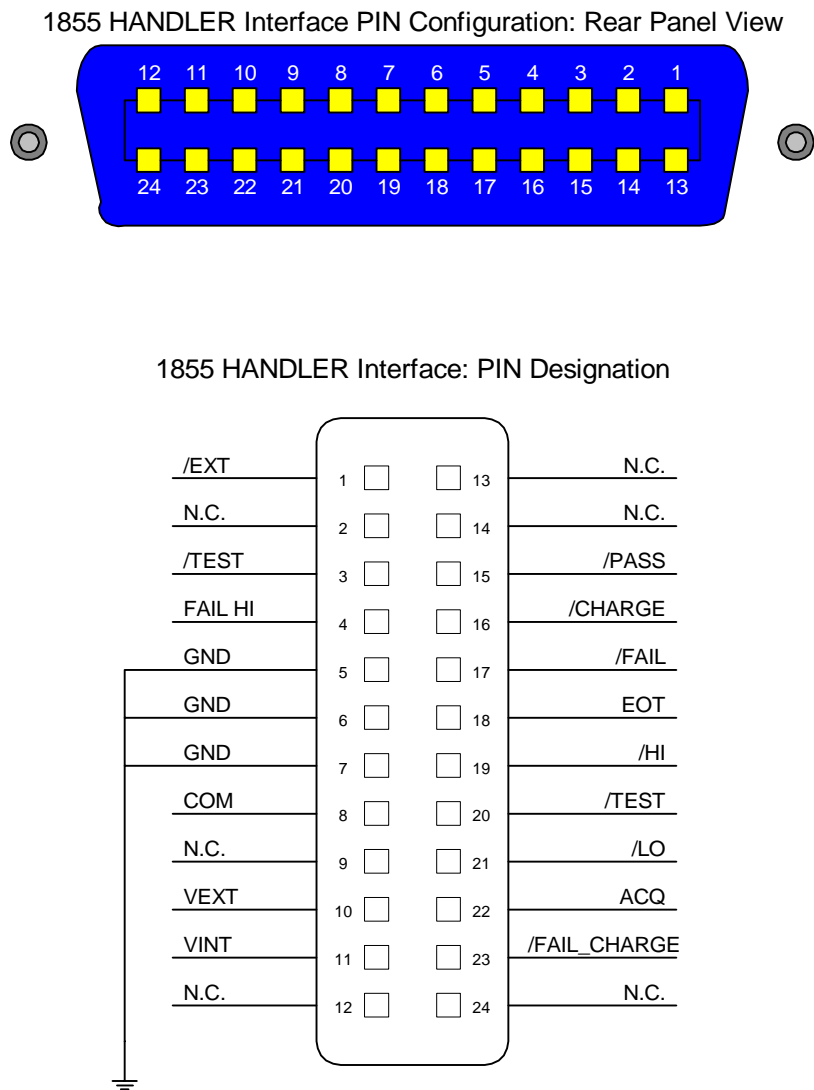 1855 HANDLER Interface PIN Configuration: Rear Panel View
12 11 10 9 8 7 6 5 4 3 2 1
24 23 22 21 20 19 18 17 16 15 14 13
1855 HANDLER Interface: PIN Designation
/EXT 1 13 N.C.
N.C. 2 14 N.C.
/TEST 3 15 /PASS
FAIL HI 4 16 /CHARGE
GND 5 17 /FAIL
GND 6 18 EOT
GND 7 19 /HI
COM 8 20 /TEST
N.C. 9 21 /LO
VEXT 10 22 ACQ
VINT 11 23 /FAIL_CHARGE
N.C. 12 24 N.C.